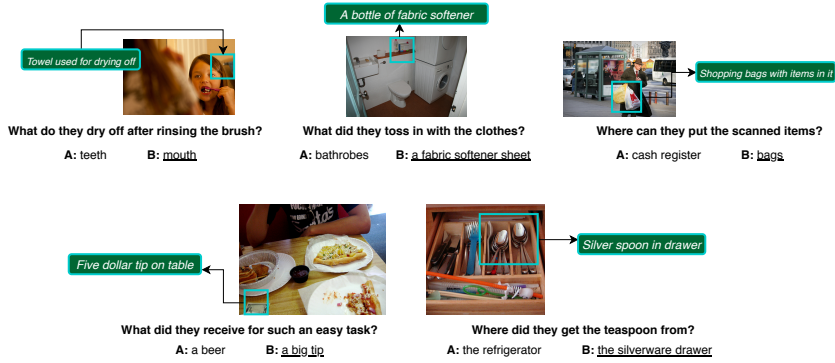 A bottle of fabric softener
Towel used for drying off
Shopping bags with items in it
What do they dry off after rinsing the brush?
A: teeth B: mouth
What did they toss in with the clothes?
A: bathrobes B: a fabric softener sheet
Where can they put the scanned items?
A: cash register B: bags
Five dollar tip on table
Silver spoon in drawer
What did they receive for such an easy task?
A: a beer B: a big tip
Where did they get the teaspoon from?
A: the refrigerator B: the silverware drawer